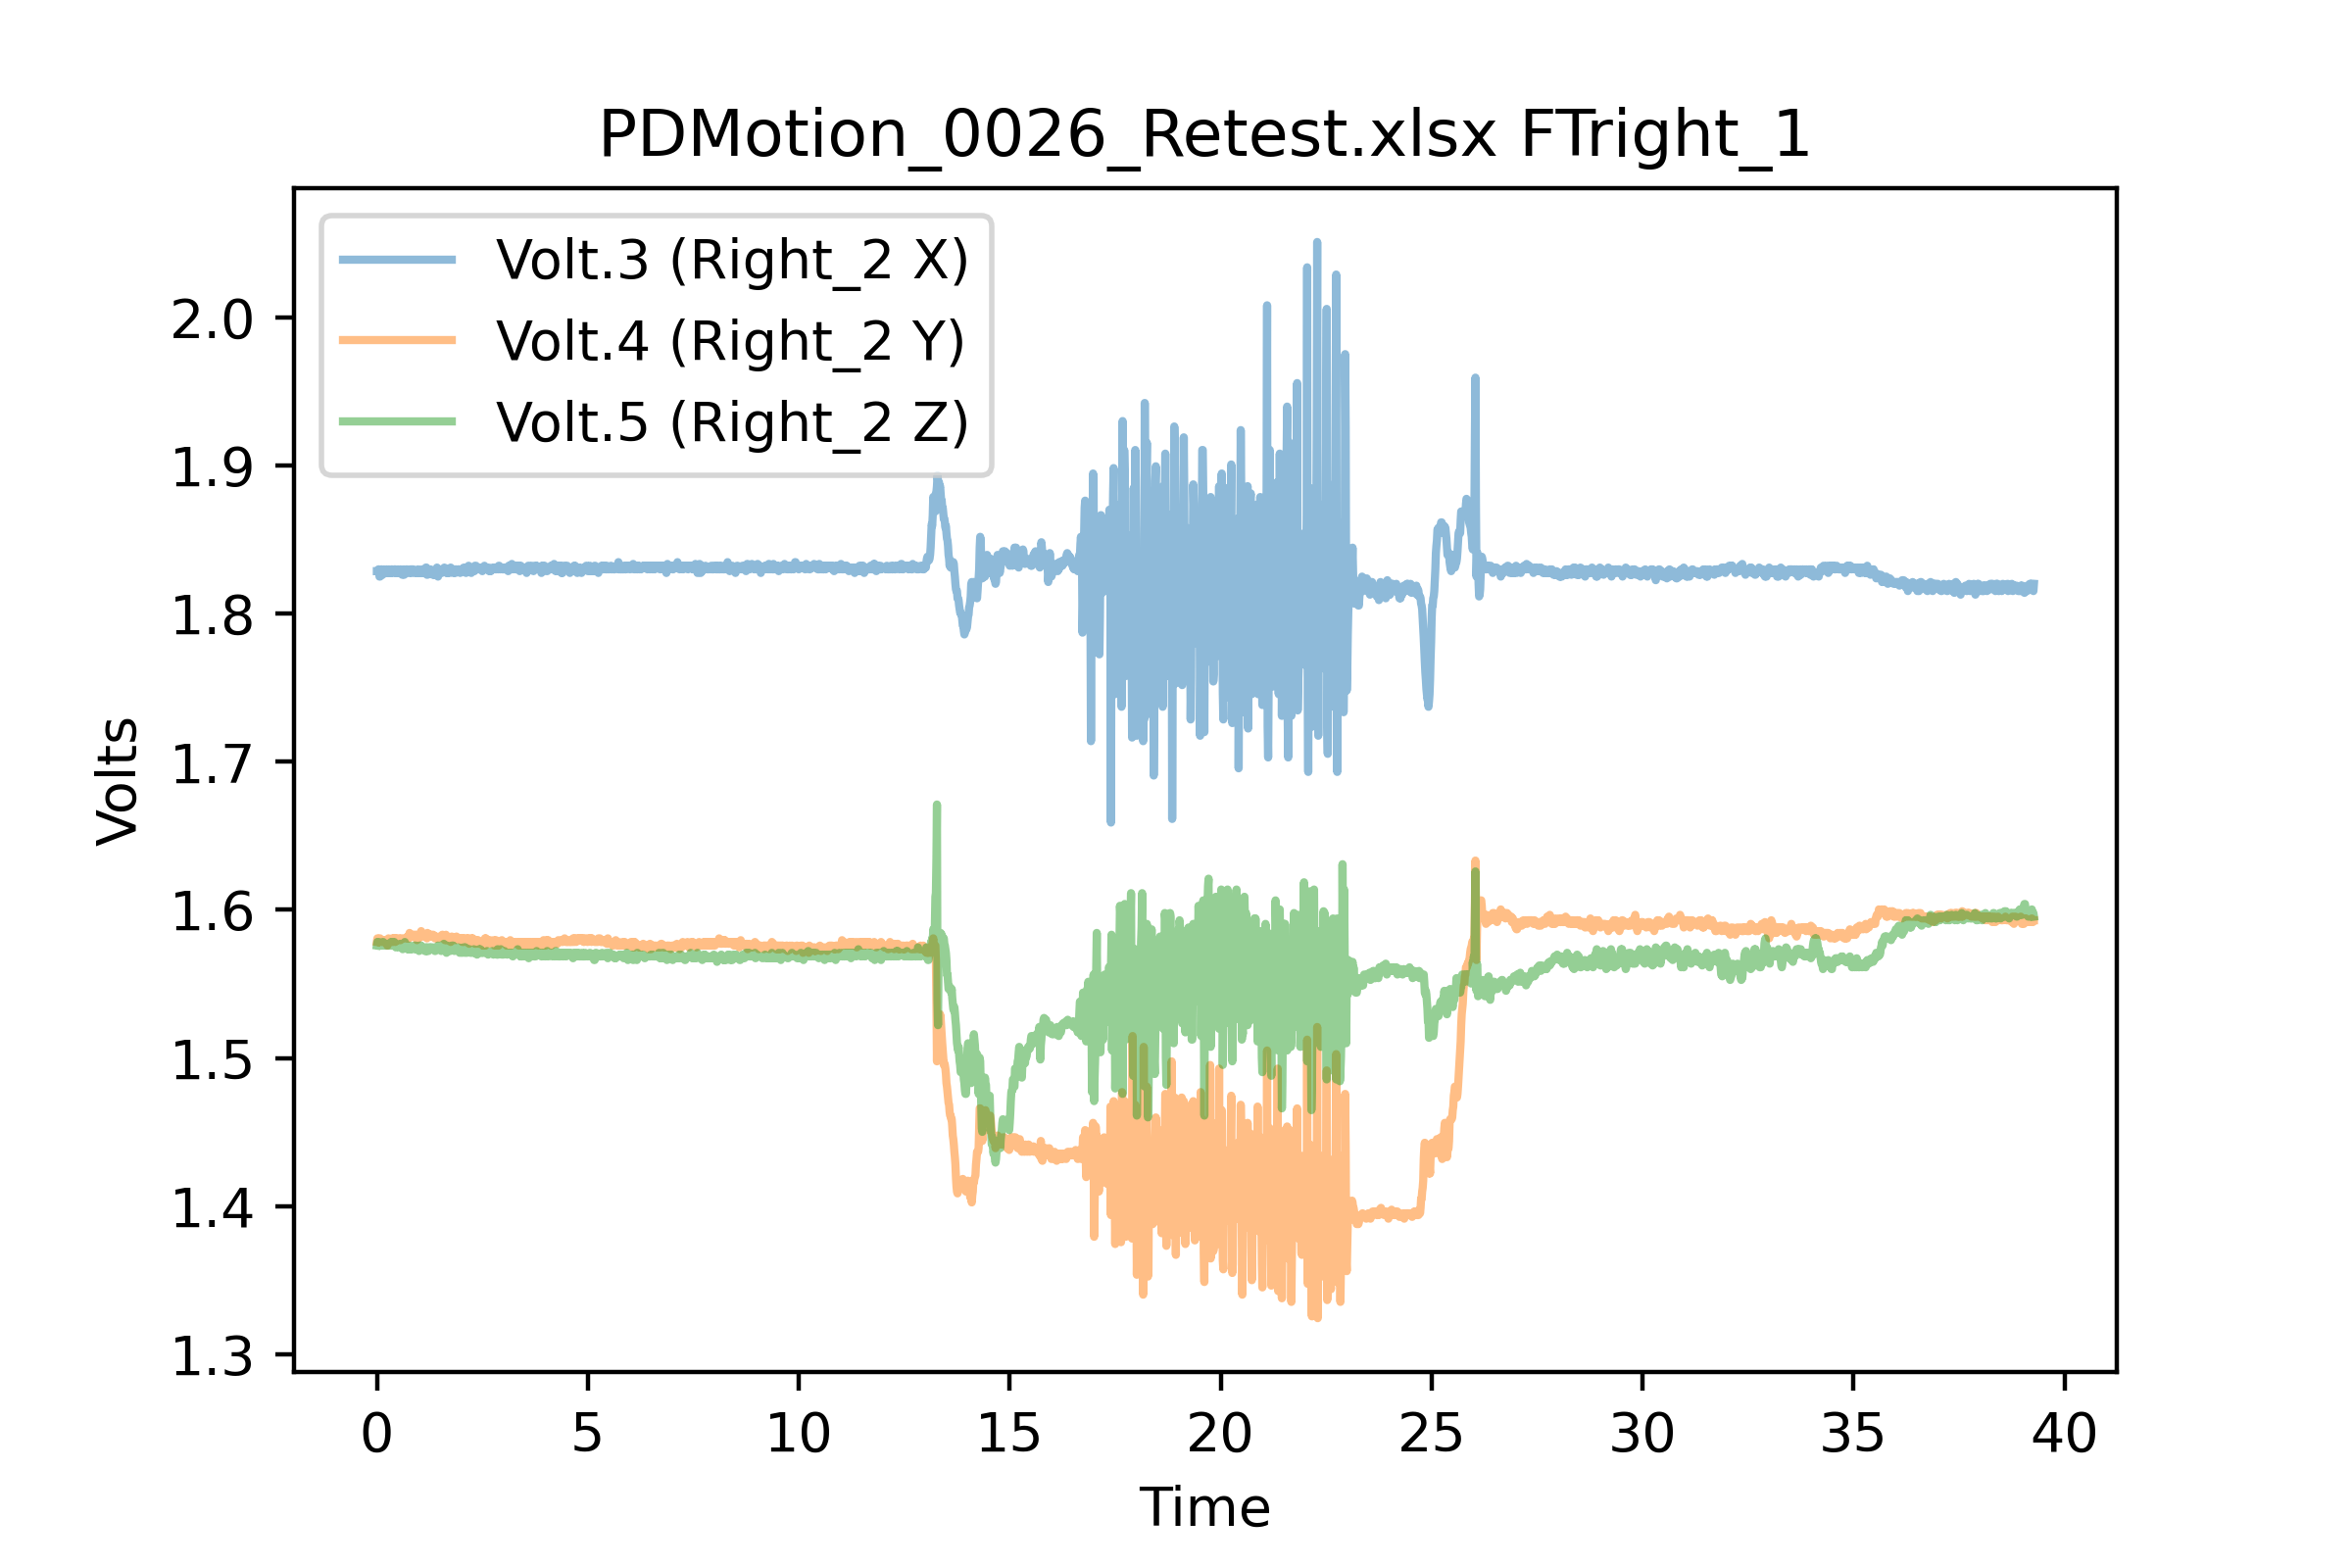 PDMotion_0026_Retest.xlsx FTright_1
Volt.3 (Right_2 X)
Volt.4 (Right_2 Y)
Volt.5 (Right_2 Z)
2.0
1.9
1.8
1.7
1.6
1.5
1.4
1.3
Volts
0 5 10 15 20 25 30 35 40
Time